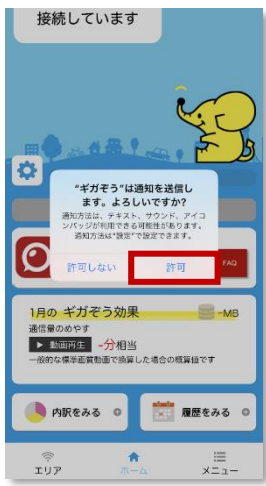 接続しています
"ギガぞう"は通知を送信し
ます。よろしいですか?
通知方法は、テキスト、サウンド、アイコ
ンバッジが利用できる可能性があります。
通知方法は"設定"で設定できます。
許可しない
許可
FAQ
1月の ギガぞう効果
-MB
通信量のめやす
動画再生 -分相当
一般的な標準画質動画で換算した場合の概算値です
内訳をみる
履歴をみる
エリア
ホーム
メニュー